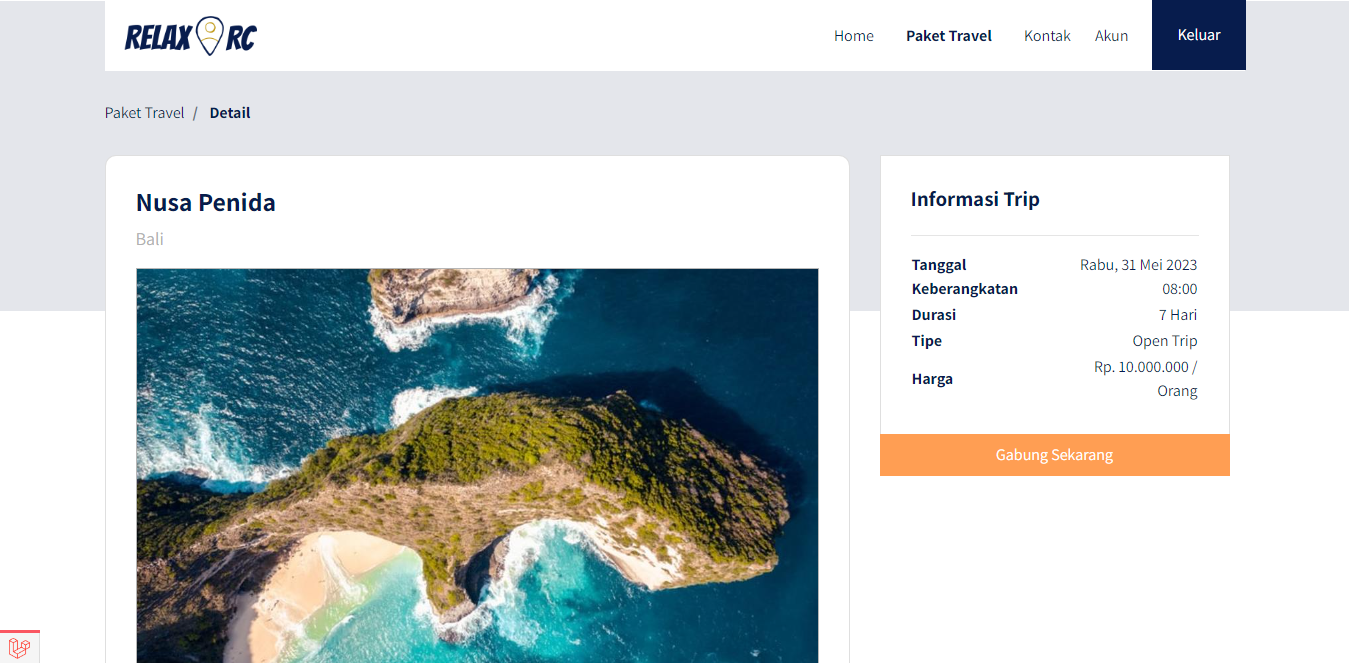 RELAX RC
Home
Paket Travel
Kontak
Akun
Keluar
Paket Travel / Detail
Nusa Penida
Bali
Informasi Trip
Tanggal
Keberangkatan
Rabu, 31 Mei 2023
08:00
Durasi
7 Hari
Tipe
Open Trip
Harga
Rp. 10.000.000 /
Orang
Gabung Sekarang